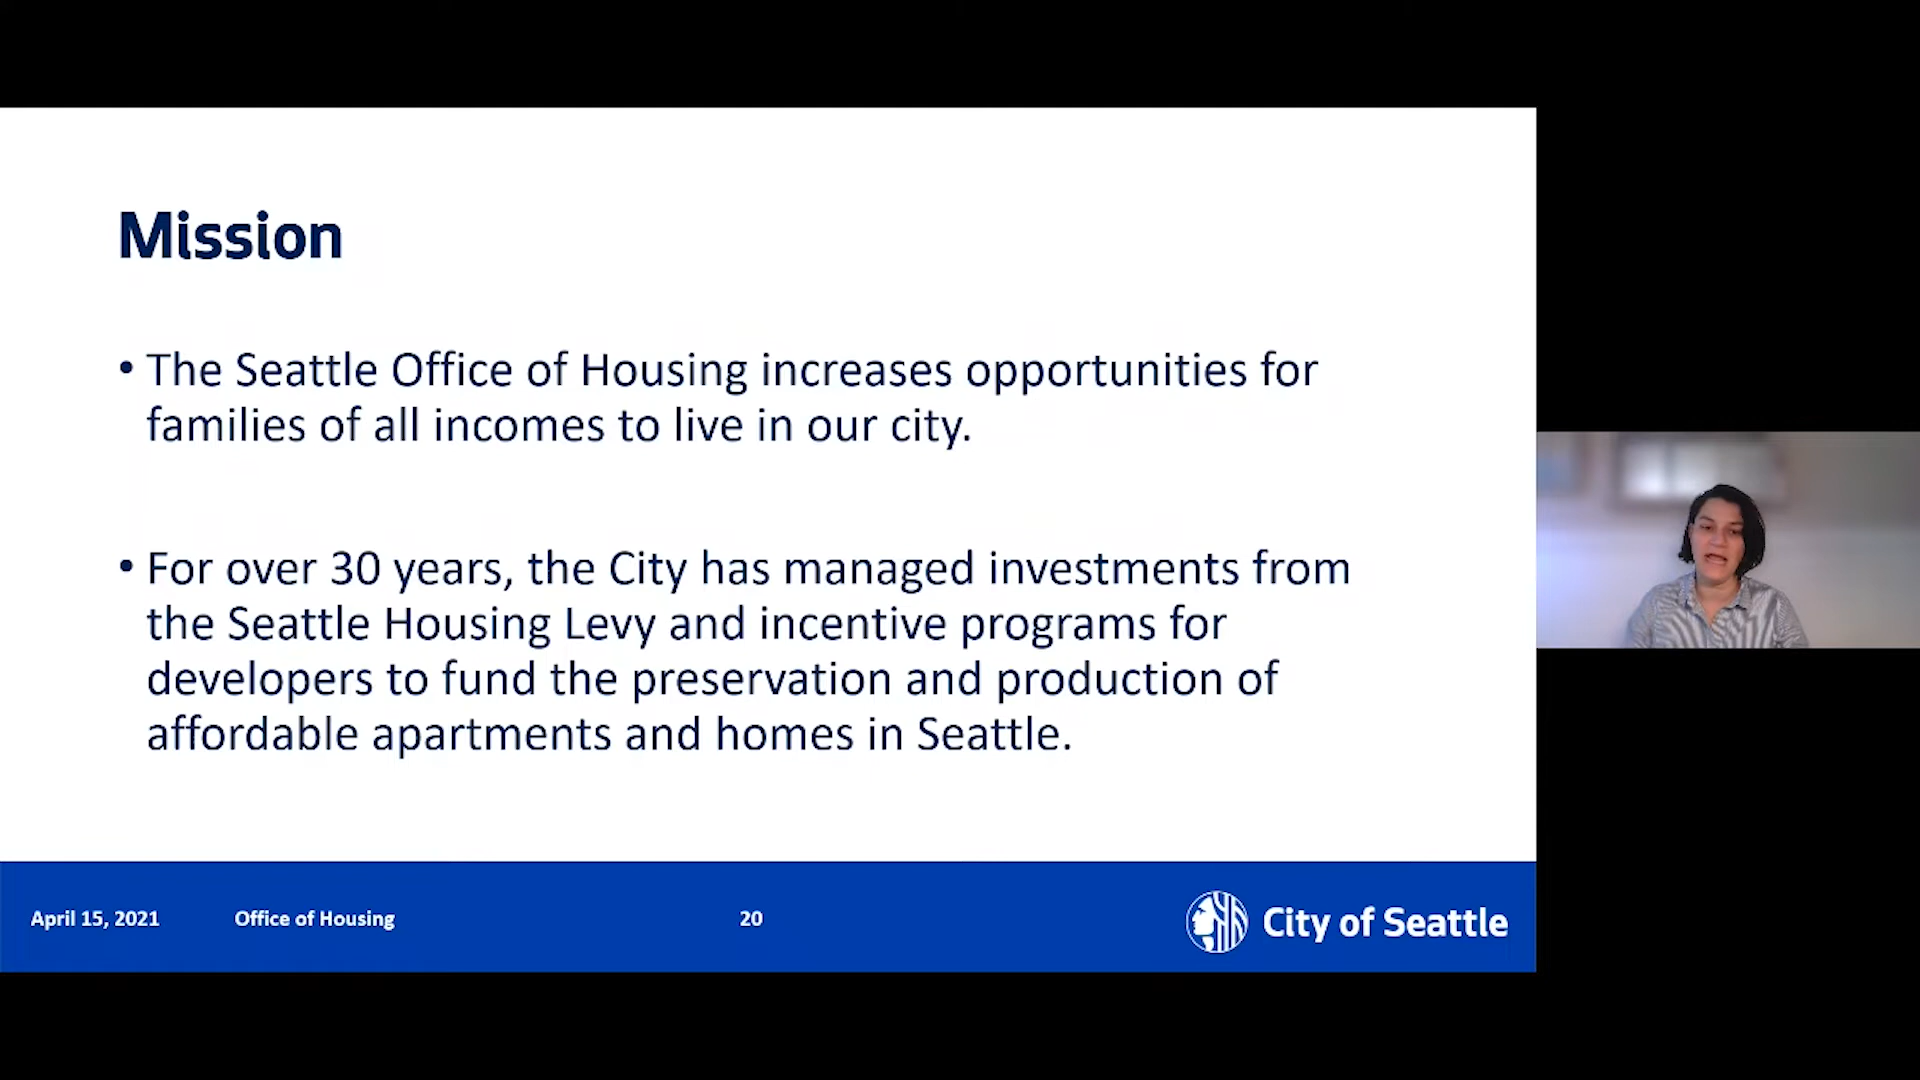 Mission
• The Seattle Office of Housing increases opportunities for
families of all incomes to live in our city.
• For over 30 years, the City has managed investments from
the Seattle Housing Levy and incentive programs for
developers to fund the preservation and production of
affordable apartments and homes in Seattle.
April 15, 2021 Office of Housing 20 City of Seattle